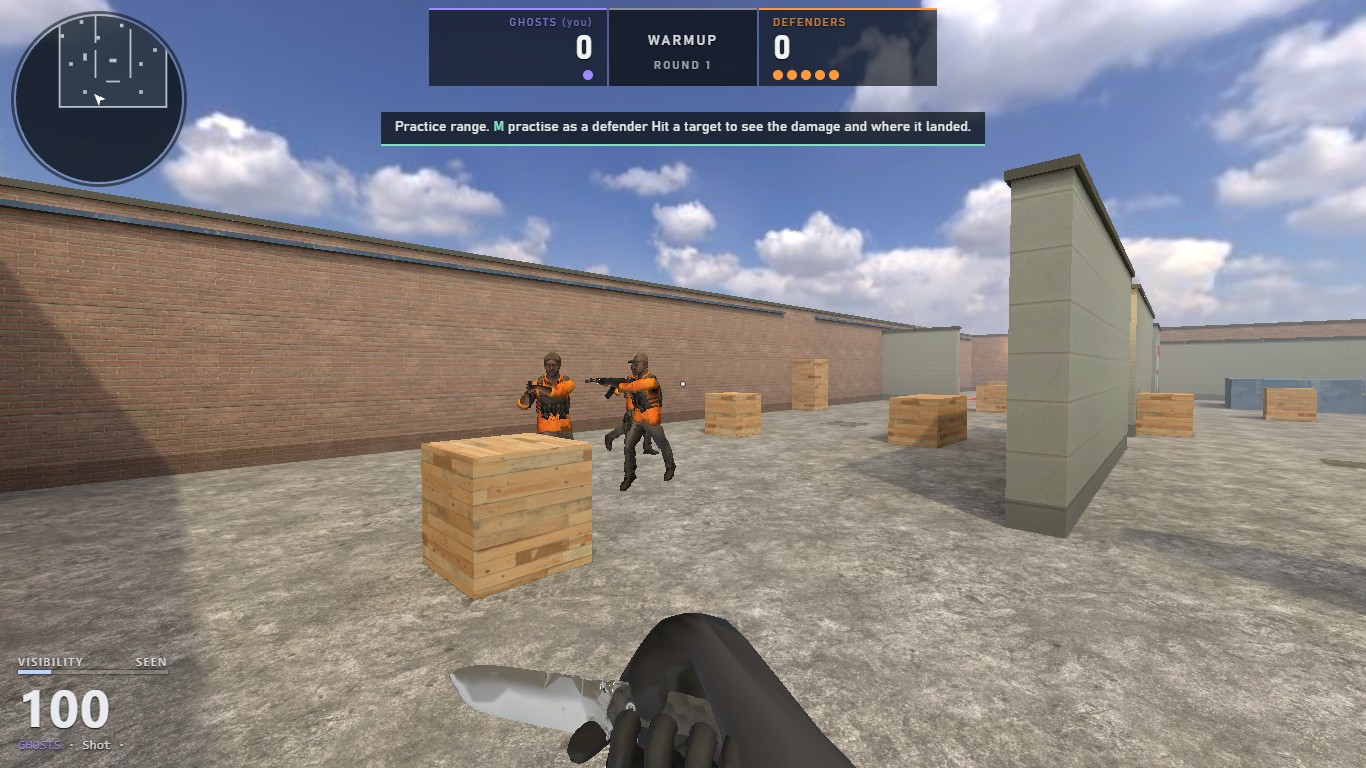 GHOSTS (you)
0
WARMUP
ROUND 1
DEFENDERS
0
Practice range. M practise as a defender Hit a target to see the damage and where it landed.
VISIBILITY SEEN
100
GHOSTS · Shot ·